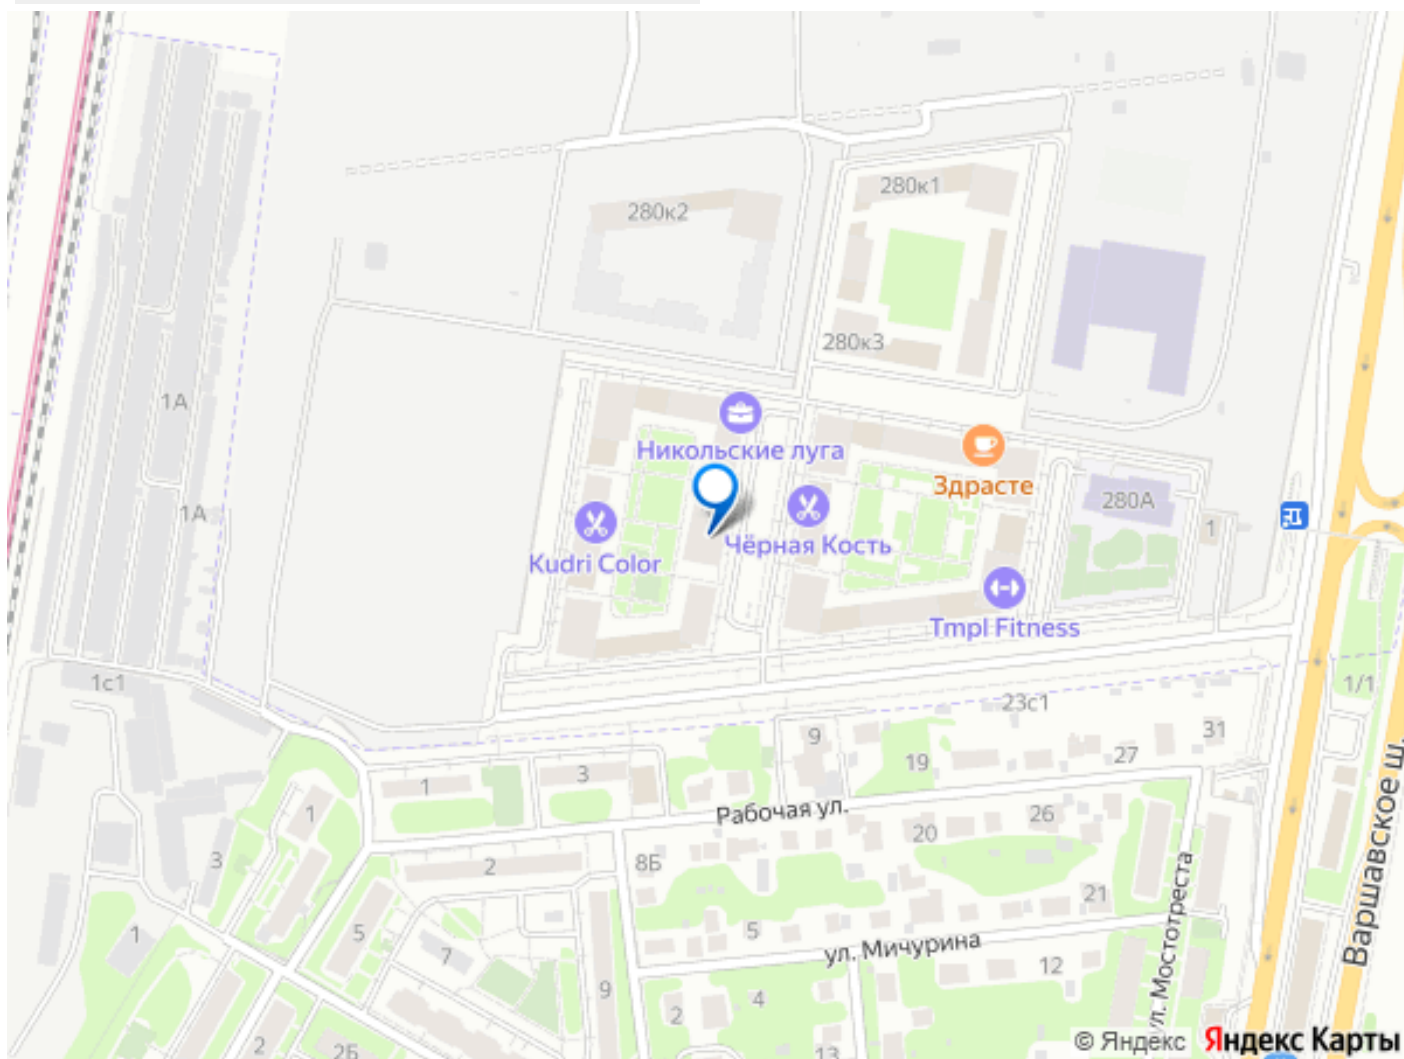 280к1
280к2
280к3
1А
Никольские луга
Здрасте
280А
1А
Чёрная Кость
1
Kudri Color
Tmpl Fitness
1с1
1/1
23с1
31
9
27
19
3
1
Рабочая ул.
1
26
20
3
2
8Б
21
5
5
1
7
ул. Мичурина
12
9
4
2
2
2Б
13
ул. Мостотреста
Варшавское ш.
© Яндекс Яндекс Карты